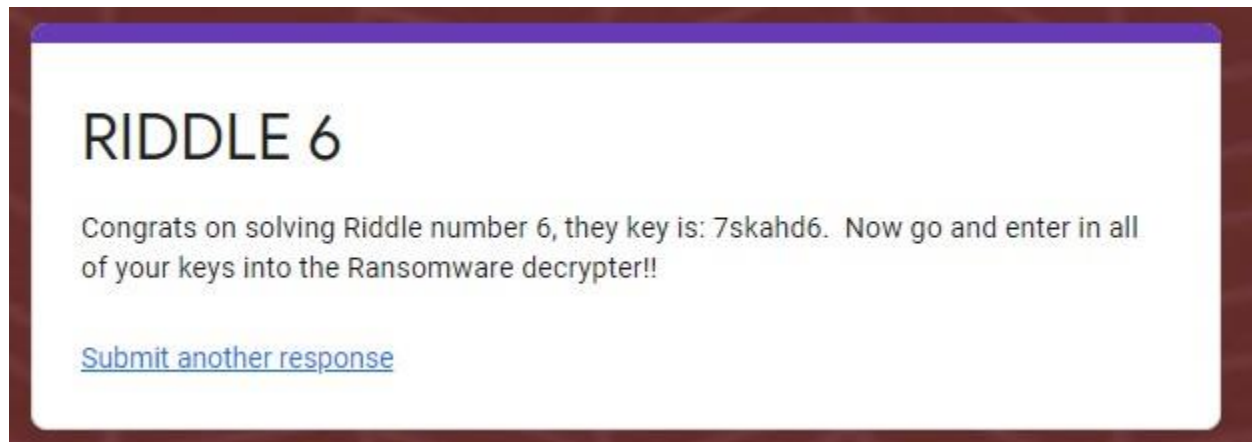 RIDDLE 6
Congrats on solving Riddle number 6, they key is: 7skahd6.  Now go and enter in all
of your keys into the Ransomware decrypter!!
Submit another response